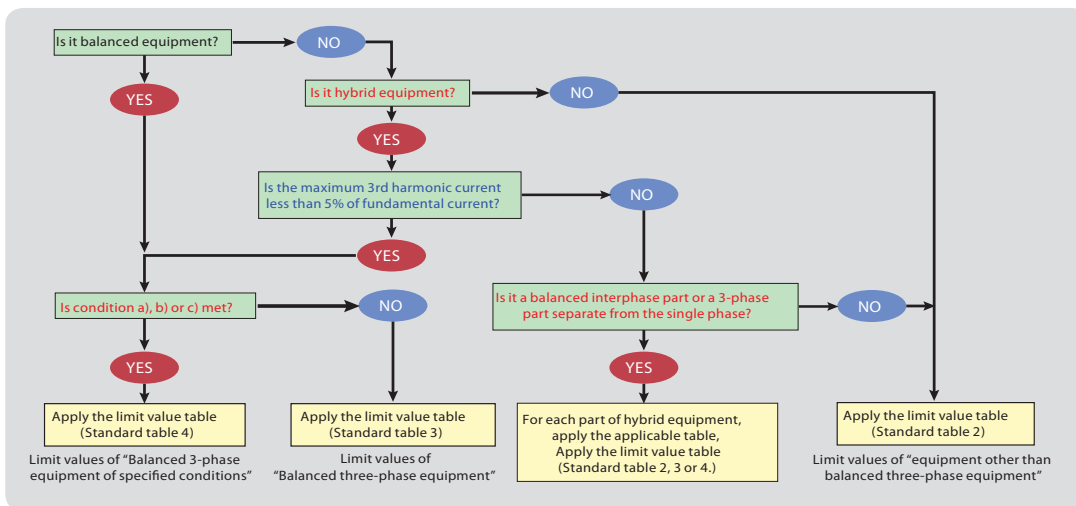 Is it balanced equipment?
NO
YES
Is it hybrid equipment?
NO
YES
Is the maximum 3rd harmonic current
less than 5% of fundamental current?
NO
YES
Is condition a), b) or c) met?
NO
YES
Is it a balanced interphase part or a 3-phase
part separate from the single phase?
NO
YES
Apply the limit value table
(Standard table 4)
Limit values of “Balanced 3-phase
equipment of specified conditions”
Apply the limit value table
(Standard table 3)
Limit values of
“Balanced three-phase equipment”
For each part of hybrid equipment,
apply the applicable table,
Apply the limit value table
(Standard table 2, 3 or 4.)
Apply the limit value table
(Standard table 2)
Limit values of “equipment other than
balanced three-phase equipment”